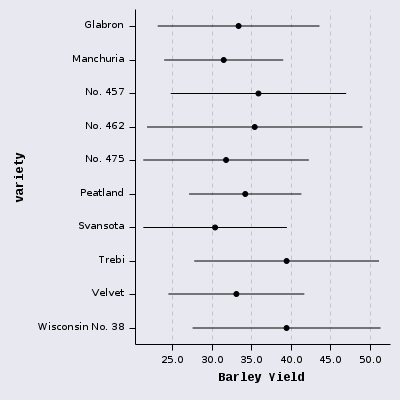 Glabron
Manchuria
No. 457
No. 462
No. 475
Peatland
Svansota
Trebi
Velvet
Wisconsin No. 38
variety
25.0 30.0 35.0 40.0 45.0 50.0
Barley Yield